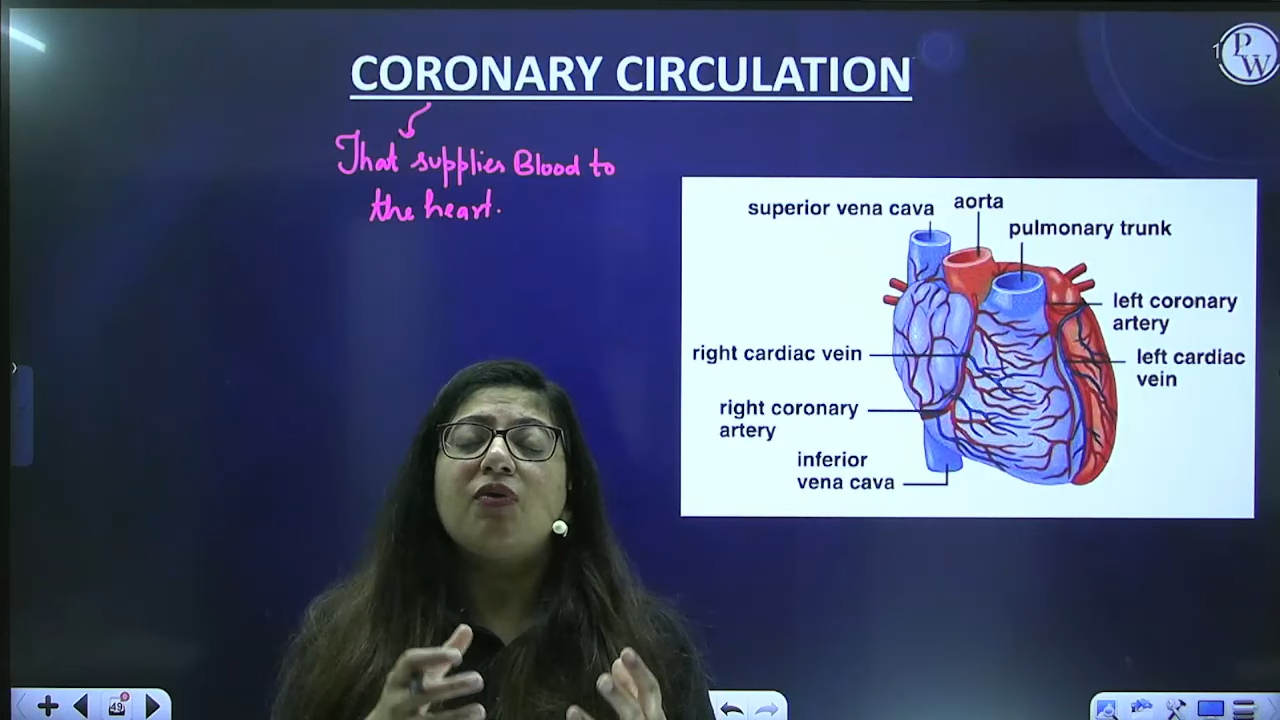 CORONARY CIRCULATION
PW
That supplies Blood to
the heart.
superior vena cava
aorta
pulmonary trunk
left coronary
artery
right cardiac vein
left cardiac
vein
right coronary
artery
inferior
vena cava
49